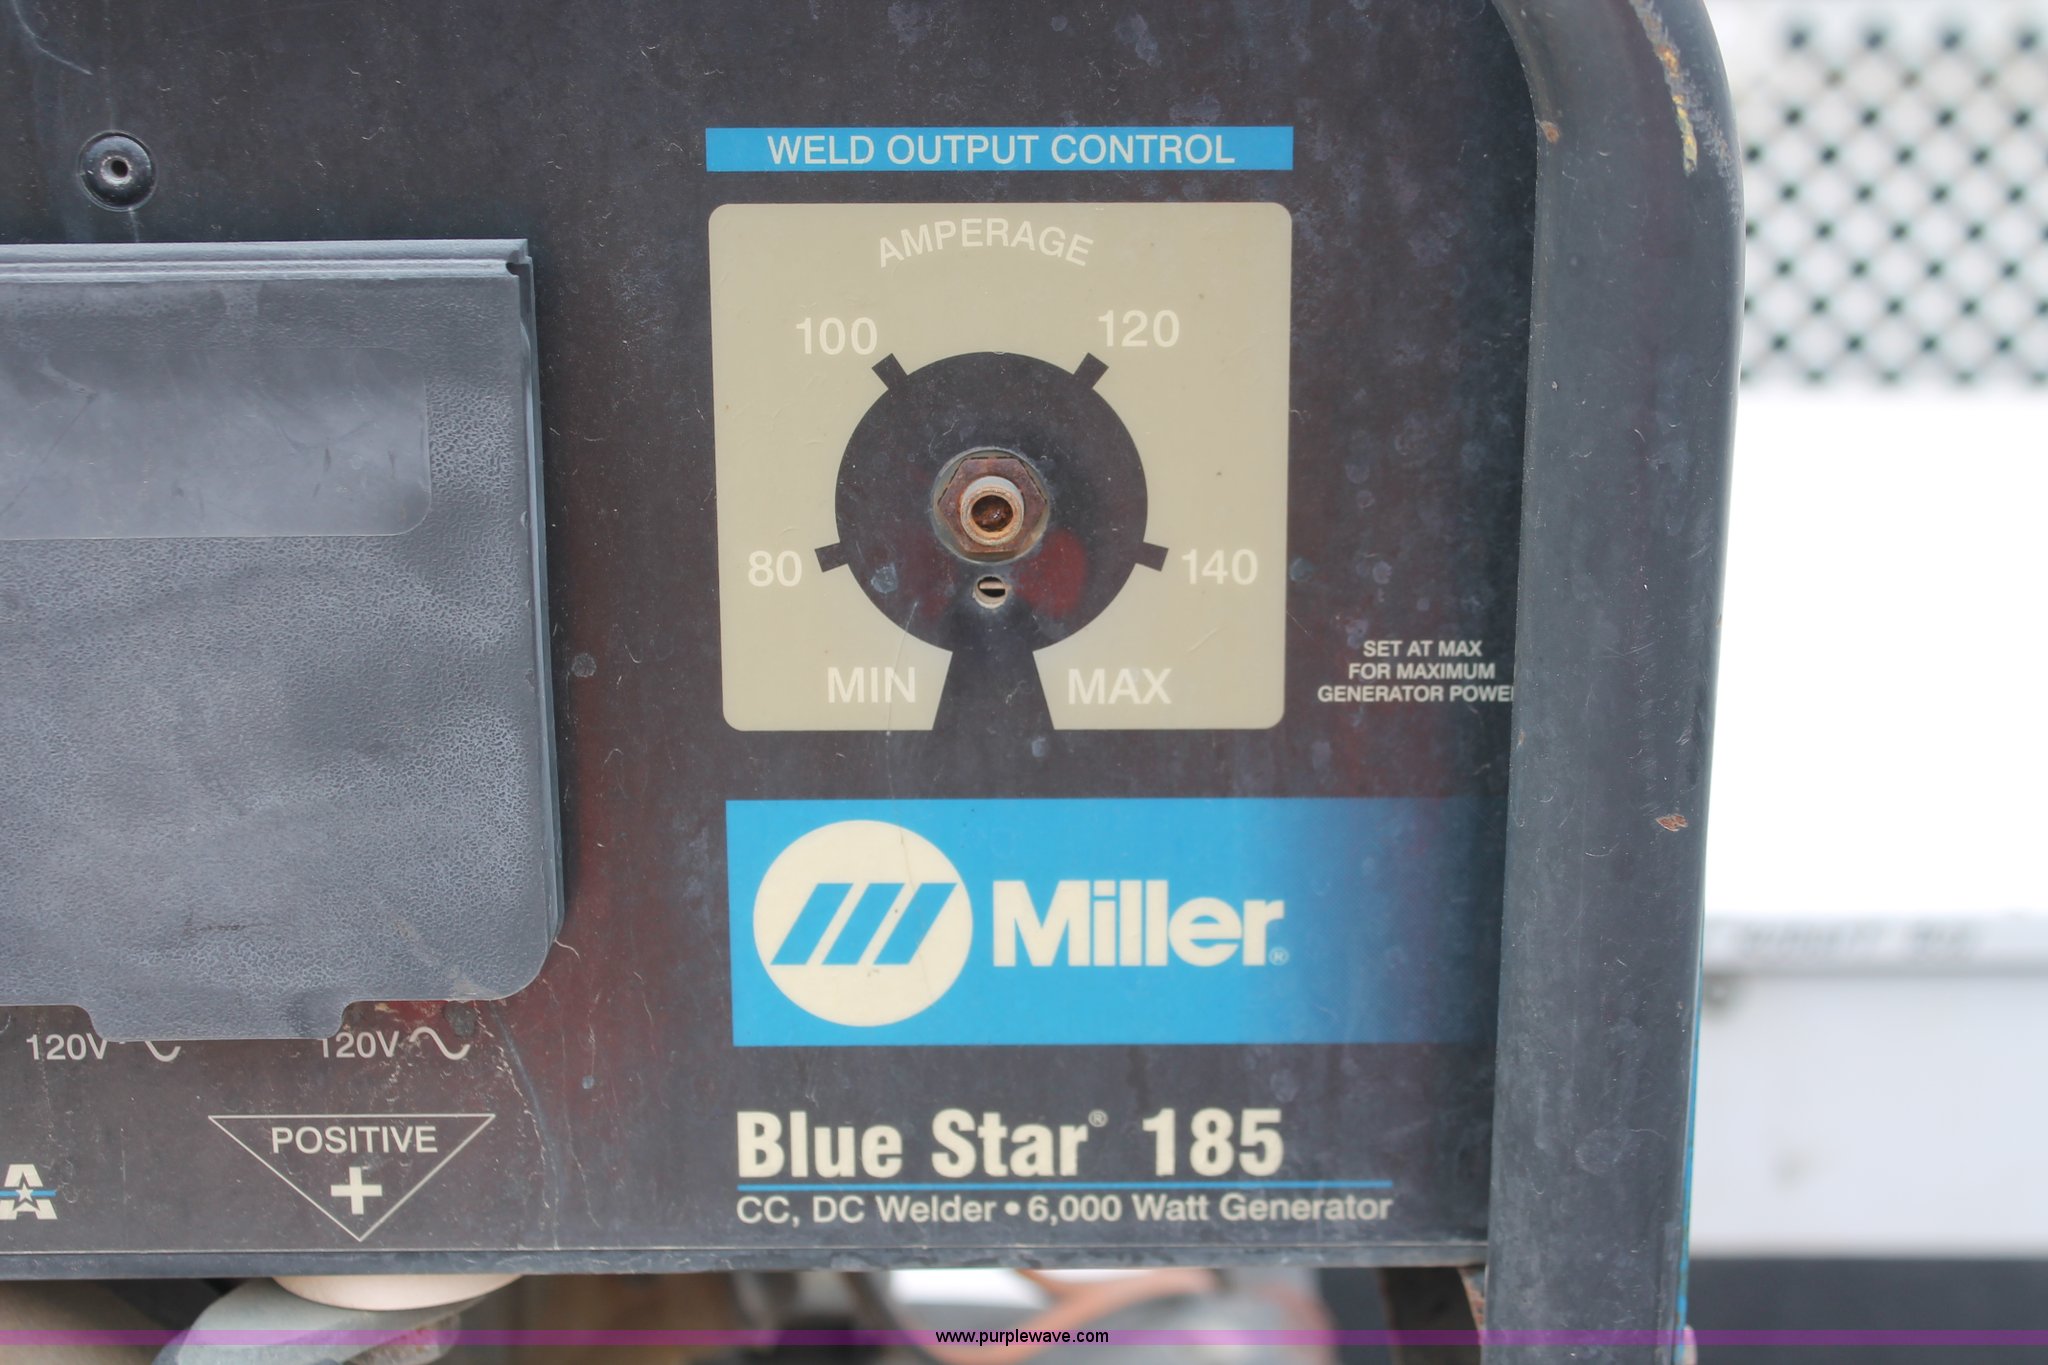 WELD OUTPUT CONTROL
AMPERAGE
100
120
80
140
MIN
MAX
SET AT MAX
FOR MAXIMUM
GENERATOR
Miller®
120V
120V
POSITIVE
+
A
Blue Star® 185
CC, DC Welder • 6,000 Watt Generator
www.purplewave.com